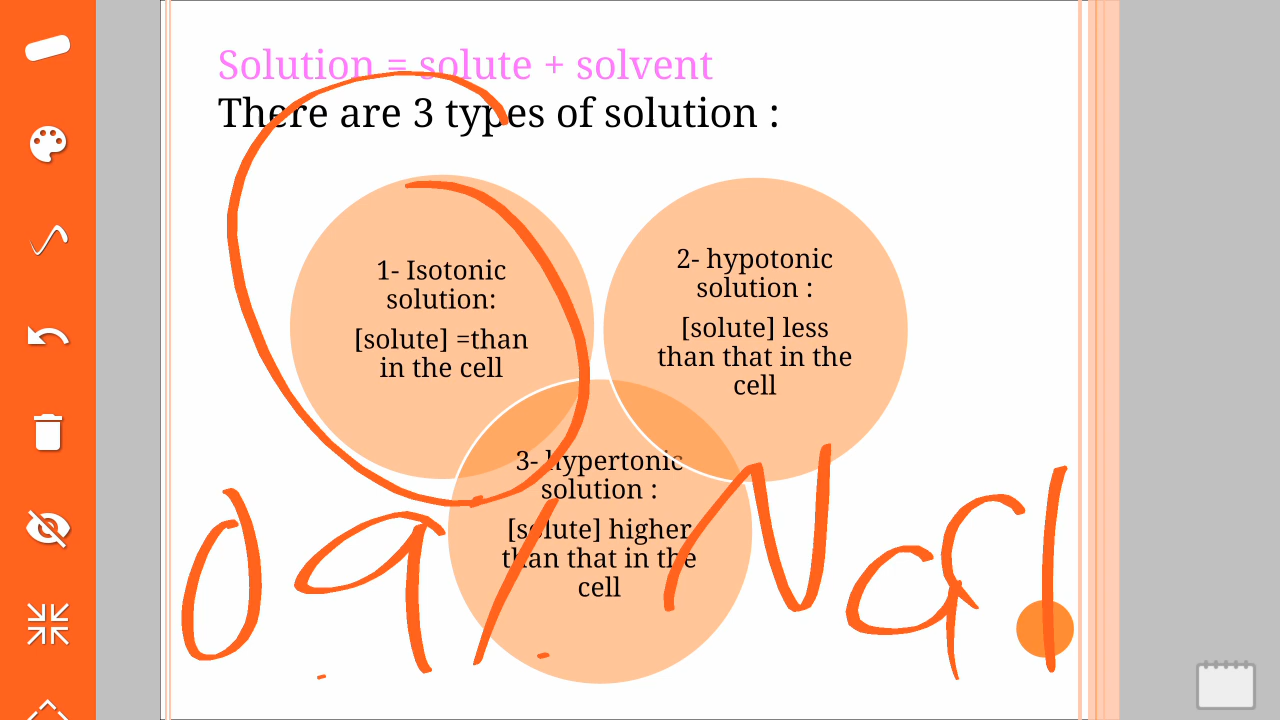 Solution = solute + solvent
There are 3 types of solution :
1- Isotonic
solution:
[solute] =than
in the cell
2- hypotonic
solution :
[solute] less
than that in the
cell
3- hypertonic
solution :
[solute] higher
than that in the
cell
0.9% NaCl